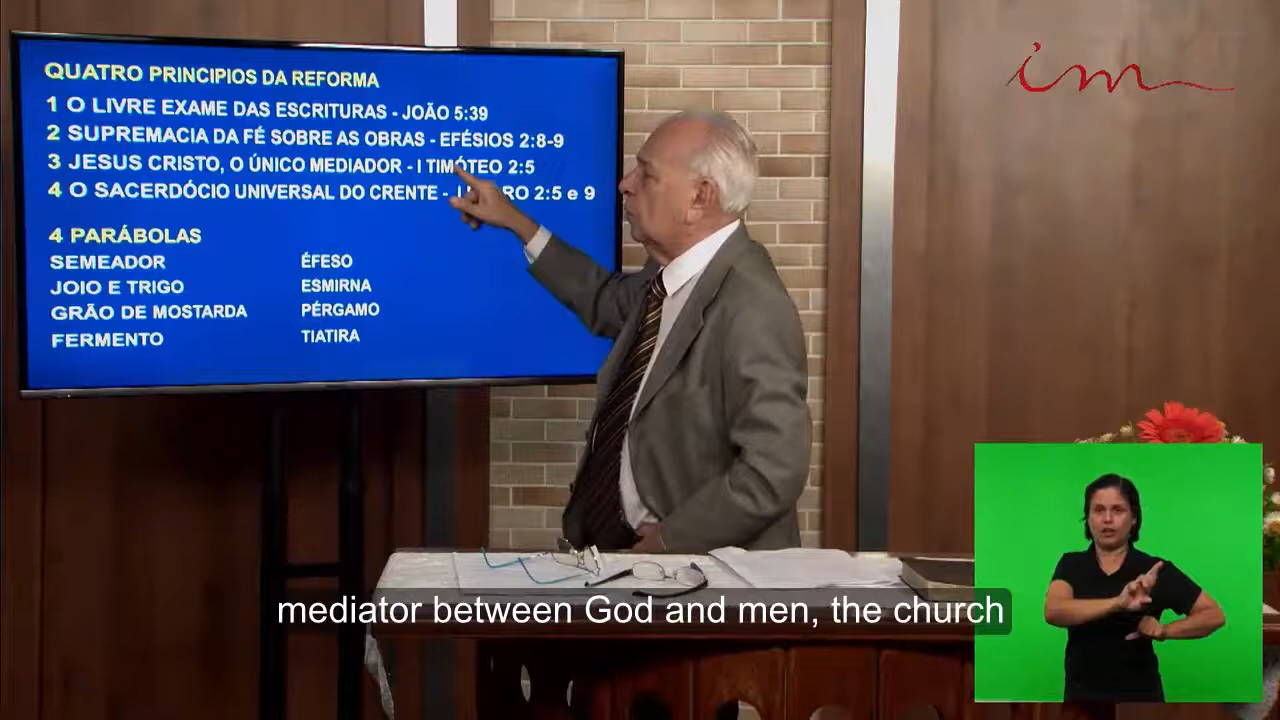 QUATRO PRINCIPIOS DA REFORMA
1 O LIVRE EXAME DAS ESCRITURAS - JOÃO 5:39
2 SUPREMACIA DA FÉ SOBRE AS OBRAS - EFÉSIOS 2:8-9
3 JESUS CRISTO, O ÚNICO MEDIADOR - I TIMÓTEO 2:5
4 O SACERDÓCIO UNIVERSAL DO CRENTE - 2:5 e 9
4 PARÁBOLAS
SEMEADOR ÉFESO
JOIO E TRIGO ESMIRNA
GRÃO DE MOSTARDA PÉRGAMO
FERMENTO TIATIRA
im
mediator between God and men, the church